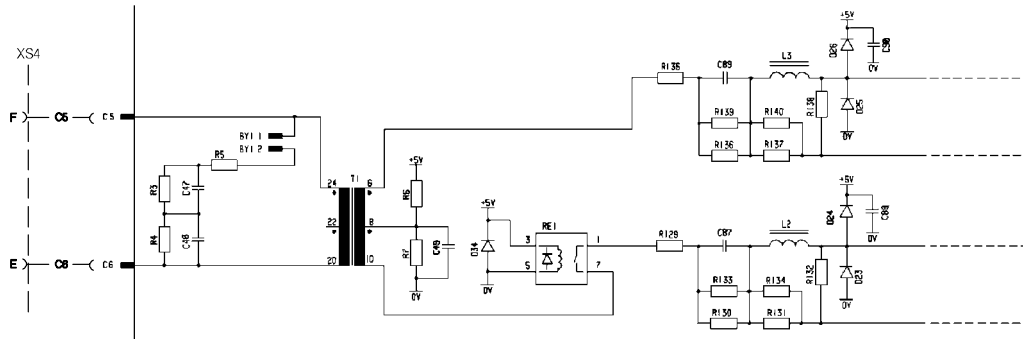 +5V
D26
C90
0V
XS4
L3
R135
C89
R138
D25
0V
F
C5
C5
R139
R140
BY1 1
BY1 2
R5
R136
R137
+5V
T1
24
6
R3
C47
R6
+5V
+5V
D24
C88
0V
22
8
RE1
L2
R4
C48
R7
C49
D34
3
1
R129
C87
E
C6
C6
20
10
5
7
R132
D23
0V
0V
0V
R133
R134
R130
R131